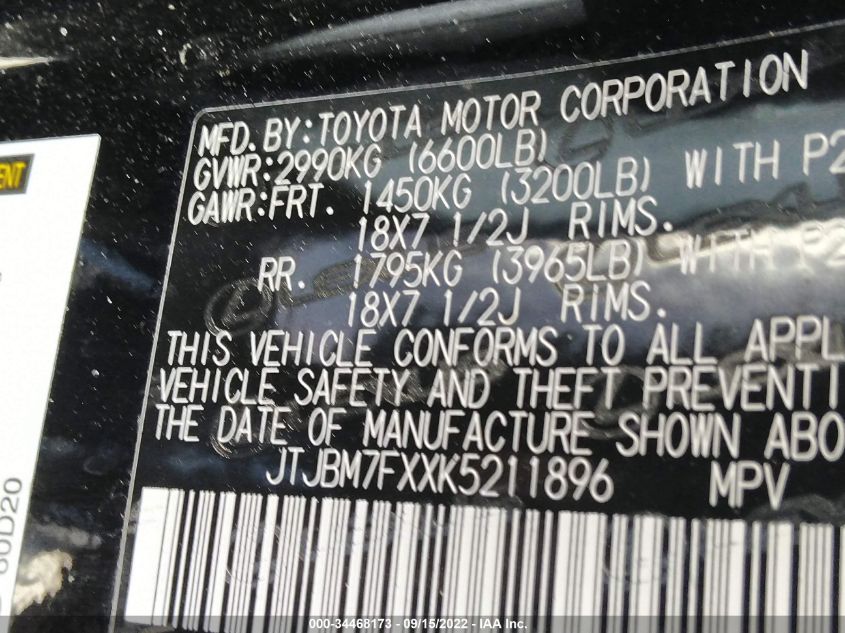 MFD. BY: TOYOTA MOTOR CORPORATION
GVWR: 2990KG (6600LB)
GAWR: FRT. 1450KG (3200LB) WITH P2
18X7 1/2J RIMS.
RR. 1795KG (3965LB) WITH P2
18X7 1/2J RIMS.
THIS VEHICLE CONFORMS TO ALL APPL
VEHICLE SAFETY AND THEFT PREVENTI
THE DATE OF MANUFACTURE SHOWN ABO
JTJBM7FXXK5211896 MPV
60D20
000-34468173 - 09/15/2022 - IAA Inc.